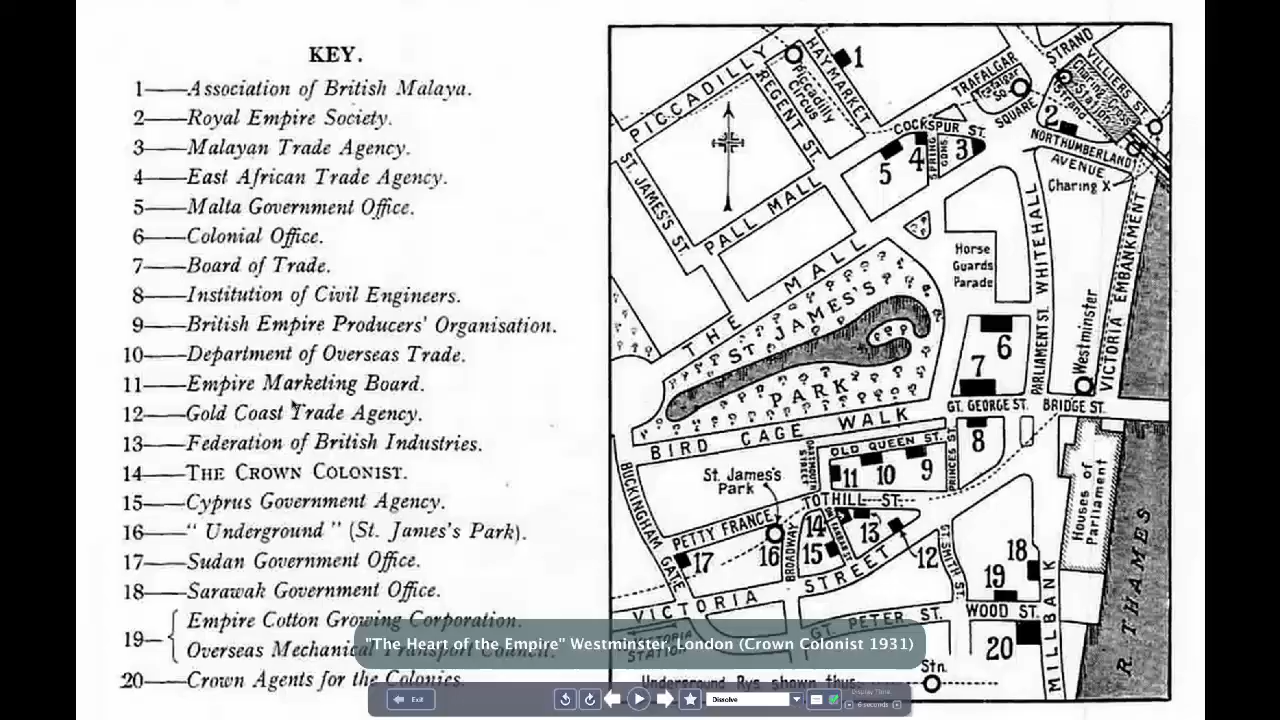 KEY.
1—Association of British Malaya.
2—Royal Empire Society.
3—Malayan Trade Agency.
4—East African Trade Agency.
5—Malta Government Office.
6—Colonial Office.
7—Board of Trade.
8—Institution of Civil Engineers.
9—British Empire Producers' Organisation.
10—Department of Overseas Trade.
11—Empire Marketing Board.
12—Gold Coast Trade Agency.
13—Federation of British Industries.
14—THE CROWN COLONIST.
15—Cyprus Government Agency.
16—" Underground " (St. James's Park).
17—Sudan Government Office.
18—Sarawak Government Office.
19— Empire Cotton Growing Corporation.
Overseas Mechanical Transport Council.
20—Crown Agents for the Colonies.
PICCADILLY
HAYMARKET
1
Piccadilly
Circus
REGENT ST.
ST. JAMES'S ST.
PALL MALL
THE MALL
TRAFALGAR
SQUARE
Trafalgar
Sq
STRAND
VILLIERS ST.
Charing Cross
Station
Strand
2
NORTHUMBERLAND
AVENUE
Charing X
COCKSPUR ST.
SPRING
GDNS
3
4
5
Horse
Guards
Parade
WHITEHALL
PARLIAMENT ST.
Westminster
VICTORIA EMBANKMENT
ST JAMES'S
PARK
6
7
GT. GEORGE ST.
BRIDGE ST.
BIRD CAGE WALK
OLD QUEEN ST.
DARTMOUTH
STREET
PRINCES ST.
8
9
10
11
St. James's
Park
TOTHILL ST.
BUCKINGHAM
GATE
PETTY FRANCE
BROADWAY
12
13
14
15
16
17
VICTORIA STREET
SMITH ST.
18
19
WOOD ST.
GT. PETER ST.
20
MILLBANK
Houses of
Parliament
R. THAMES
VICTORIA
STATION
Stn.
Underground Rys shown thus
"The Heart of the Empire" Westminster, London (Crown Colonist 1931)
Exit
Dissolve
Display Time
6 seconds